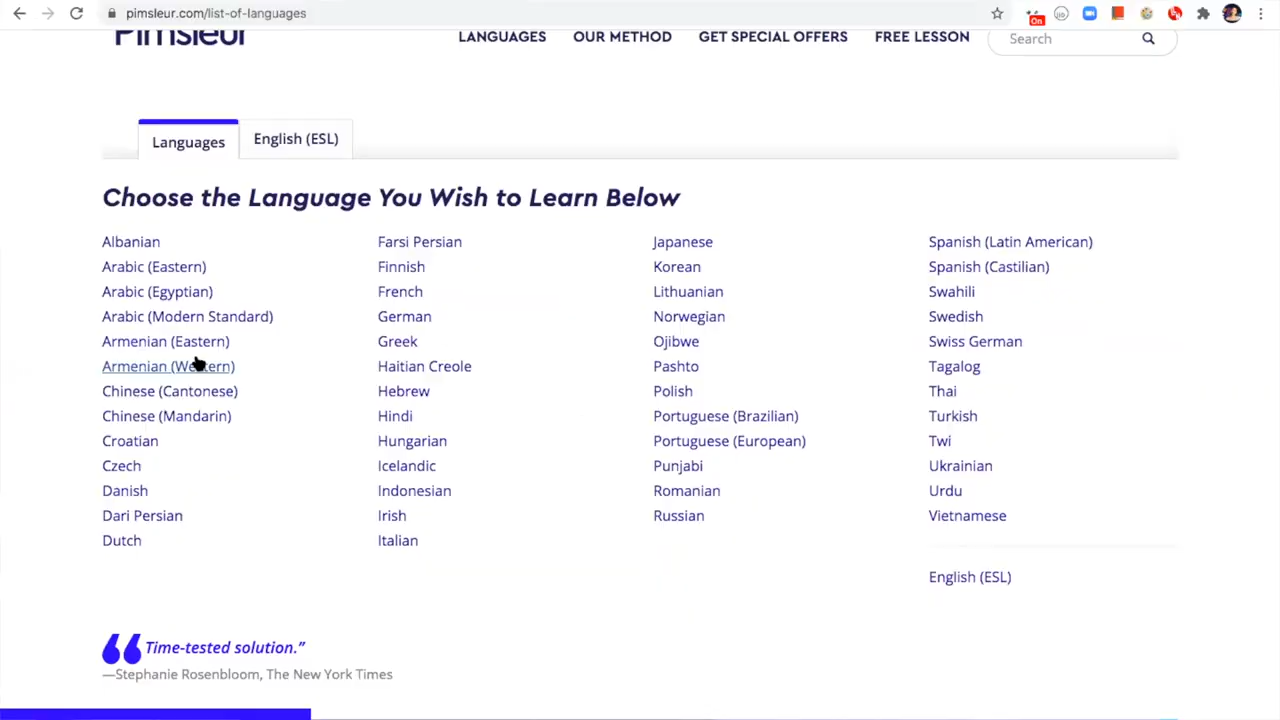 pimsleur.com/list-of-languages
On
Pimsleur
LANGUAGES
OUR METHOD
GET SPECIAL OFFERS
FREE LESSON
Search
Languages
English (ESL)
Choose the Language You Wish to Learn Below
Albanian
Arabic (Eastern)
Arabic (Egyptian)
Arabic (Modern Standard)
Armenian (Eastern)
Armenian (Western)
Chinese (Cantonese)
Chinese (Mandarin)
Croatian
Czech
Danish
Dari Persian
Dutch
Farsi Persian
Finnish
French
German
Greek
Haitian Creole
Hebrew
Hindi
Hungarian
Icelandic
Indonesian
Irish
Italian
Japanese
Korean
Lithuanian
Norwegian
Ojibwe
Pashto
Polish
Portuguese (Brazilian)
Portuguese (European)
Punjabi
Romanian
Russian
Spanish (Latin American)
Spanish (Castilian)
Swahili
Swedish
Swiss German
Tagalog
Thai
Turkish
Twi
Ukrainian
Urdu
Vietnamese
English (ESL)
Time-tested solution.”
—Stephanie Rosenbloom, The New York Times